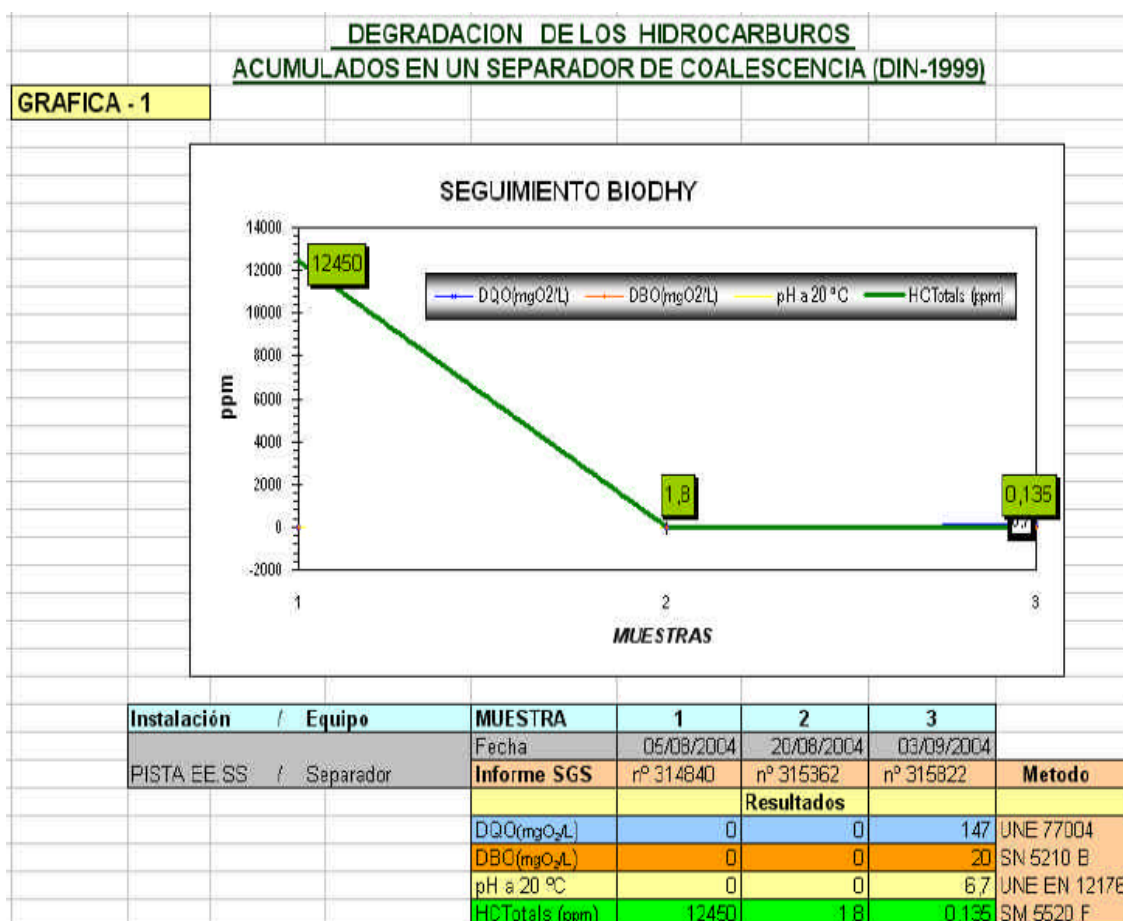 DEGRADACION DE LOS HIDROCARBUROS
ACUMULADOS EN UN SEPARADOR DE COALESCENCIA (DIN-1999)
GRAFICA - 1
SEGUIMIENTO BIODHY
14000
12000
10000
8000
6000
4000
2000
0
-2000
ppm
12450
DQO(mgO2/L) DBO(mgO2/L) pH a 20 ºC HCTotals (ppm)
1,8
0,135
1 2 3
MUESTRAS
Instalación / Equipo MUESTRA 1 2 3
Fecha 05/08/2004 20/08/2004 03/09/2004
PISTA EE.SS / Separador Informe SGS nº 314840 nº 315362 nº 315822 Metodo
Resultados
DQO(mgO2/L) 0 0 147 UNE 77004
DBO(mgO2/L) 0 0 20 SN 5210 B
pH a 20 ºC 0 0 6,7 UNE EN 12176
HCTotals (ppm) 12450 1,8 0,135 SM 5520 F